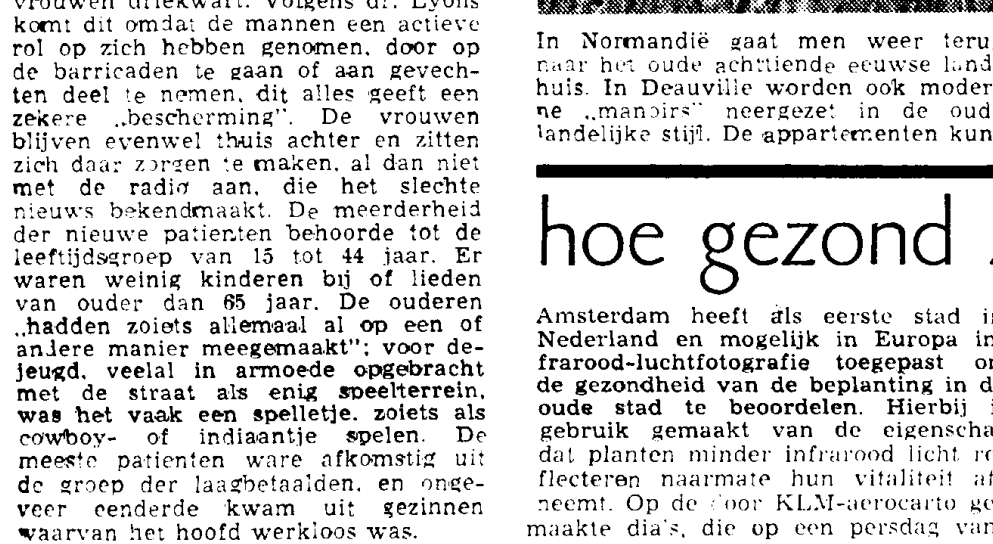 vrouwen driekwart. Volgens dr. Lyons
komt dit omdat de mannen een actieve
rol op zich hebben genomen, door op
de barricaden te gaan of aan gevech-
ten deel te nemen, dit alles geeft een
zekere „bescherming". De vrouwen
blijven evenwel thuis achter en zitten
zich daar zorgen te maken, al dan niet
met de radio aan, die het slechte
nieuws bekendmaakt. De meerderheid
der nieuwe patienten behoorde tot de
leeftijdsgroep van 15 tot 44 jaar. Er
waren weinig kinderen bij of lieden
van ouder dan 65 jaar. De ouderen
„hadden zoiets allemaal al op een of
andere manier meegemaakt"; voor de-
jeugd, veelal in armoede opgebracht
met de straat als enig speelterrein,
was het vaak een spelletje. zoiets als
cowboy- of indiaantje spelen. De
meeste patienten ware afkomstig uit
de groep der laagbetaalden, en onge-
veer eenderde kwam uit gezinnen
waarvan het hoofd werkloos was.
In Normandië gaat men weer teru
naar het oude achttiende eeuwse land
huis. In Deauville worden ook moder
ne „manoirs" neergezet in de oud
landelijke stijl. De appartementen kun
hoe gezond
Amsterdam heeft als eerste stad i
Nederland en mogelijk in Europa in
frarood-luchtfotografie toegepast o
de gezondheid van de beplanting in d
oude stad te beoordelen. Hierbij i
gebruik gemaakt van de eigenscha
dat planten minder infrarood licht re
flecteren naarmate hun vitaliteit af
neemt. Op de door KLM-aerocarto ge
maakte dia's, die op een persdag van